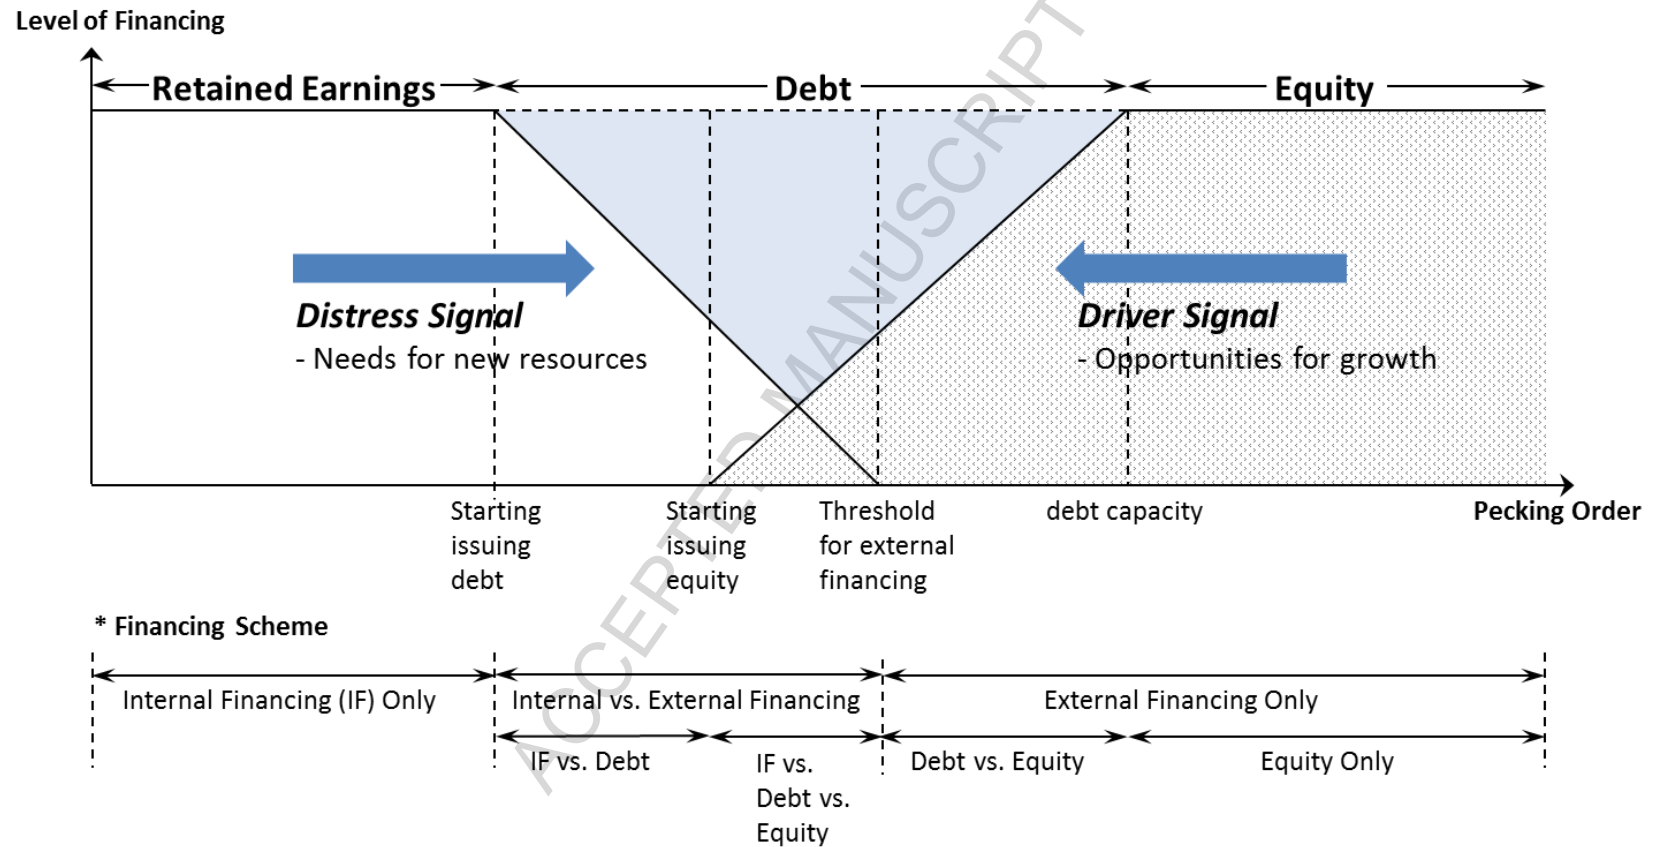 Level of Financing
Retained Earnings
Debt
Equity
Distress Signal
- Needs for new resources
Driver Signal
- Opportunities for growth
Starting
issuing
debt
Starting
issuing
equity
Threshold
for external
financing
debt capacity
Pecking Order
* Financing Scheme
Internal Financing (IF) Only
Internal vs. External Financing
External Financing Only
IF vs. Debt
IF vs.
Debt vs.
Equity
Debt vs. Equity
Equity Only
ACCEPTED MANUSCRIPT